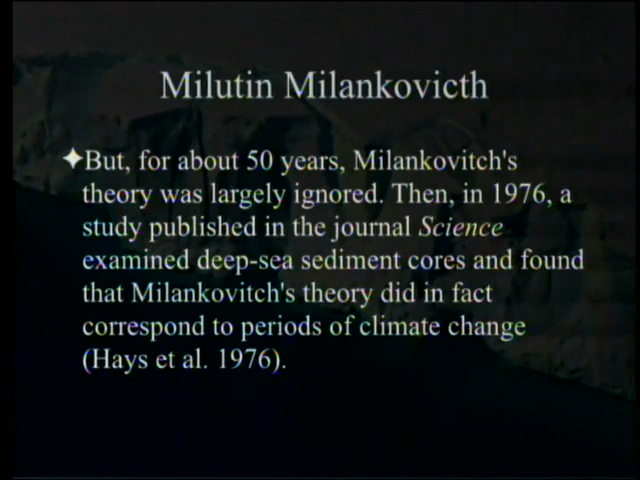 Milutin Milankovicth
✦But, for about 50 years, Milankovitch's
theory was largely ignored. Then, in 1976, a
study published in the journal Science
examined deep-sea sediment cores and found
that Milankovitch's theory did in fact
correspond to periods of climate change
(Hays et al. 1976).